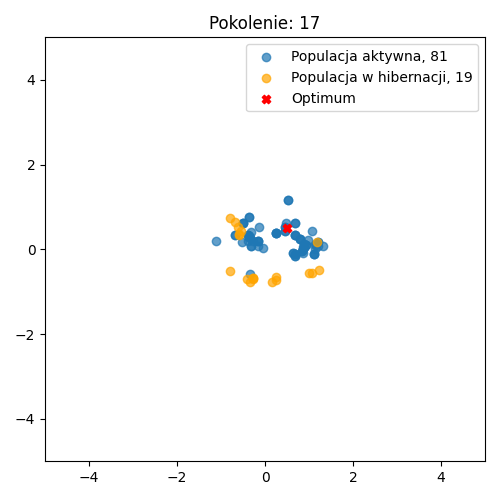 Pokolenie: 17
Populacja aktywna, 81
Populacja w hibernacji, 19
Optimum
4
2
0
−2
−4
−4
−2
0
2
4